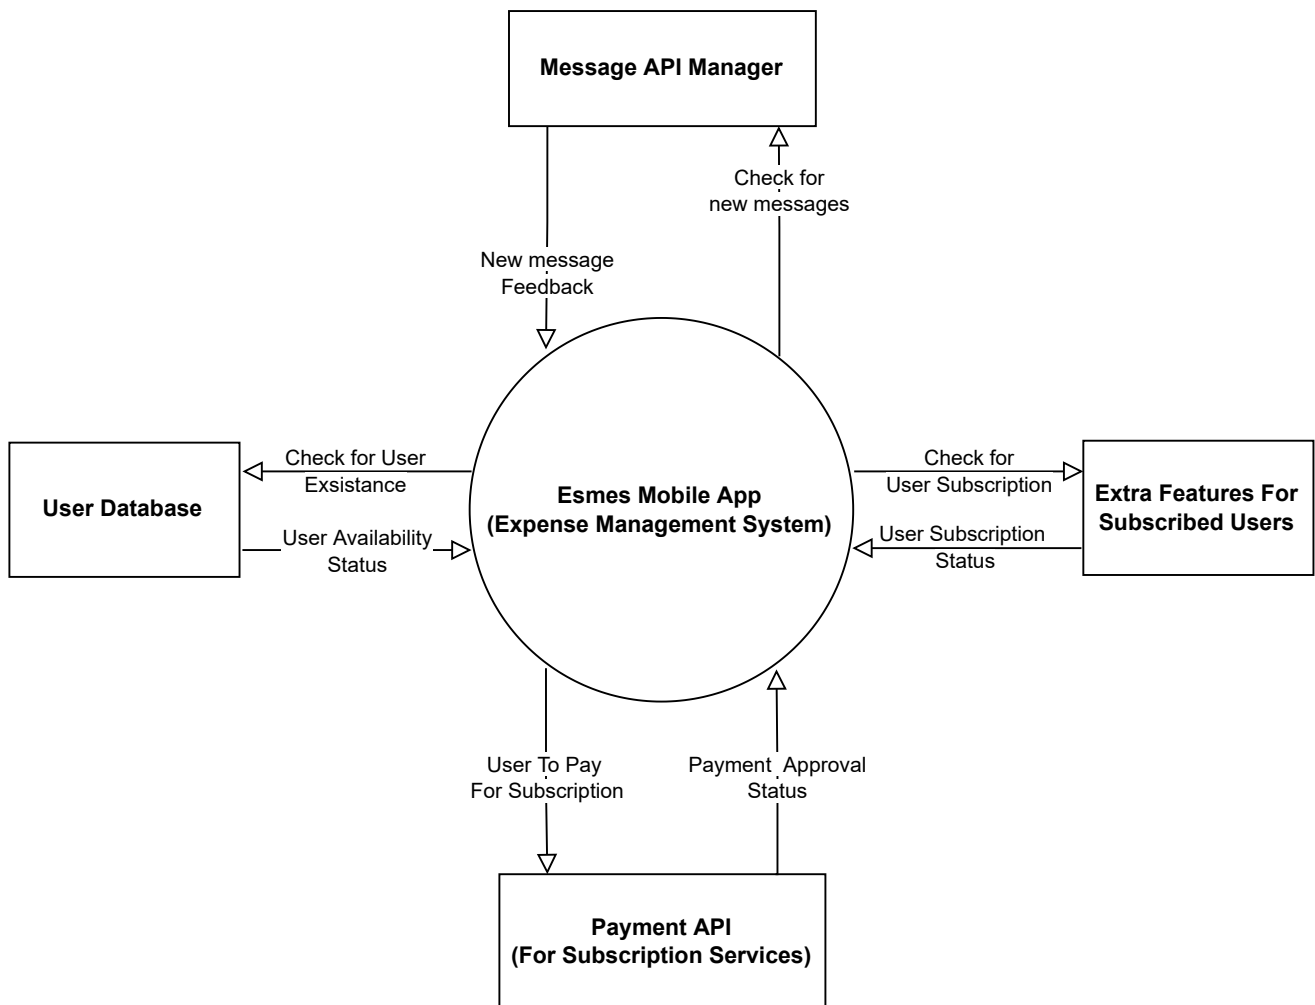 Message API Manager
Check for
new messages
New message
Feedback
User Database
Check for User
Exsistance
User Availability
Status
Esmes Mobile App
(Expense Management System)
Check for
User Subscription
User Subscription
Status
Extra Features For
Subscribed Users
User To Pay
For Subscription
Payment  Approval
Status
Payment API
(For Subscription Services)